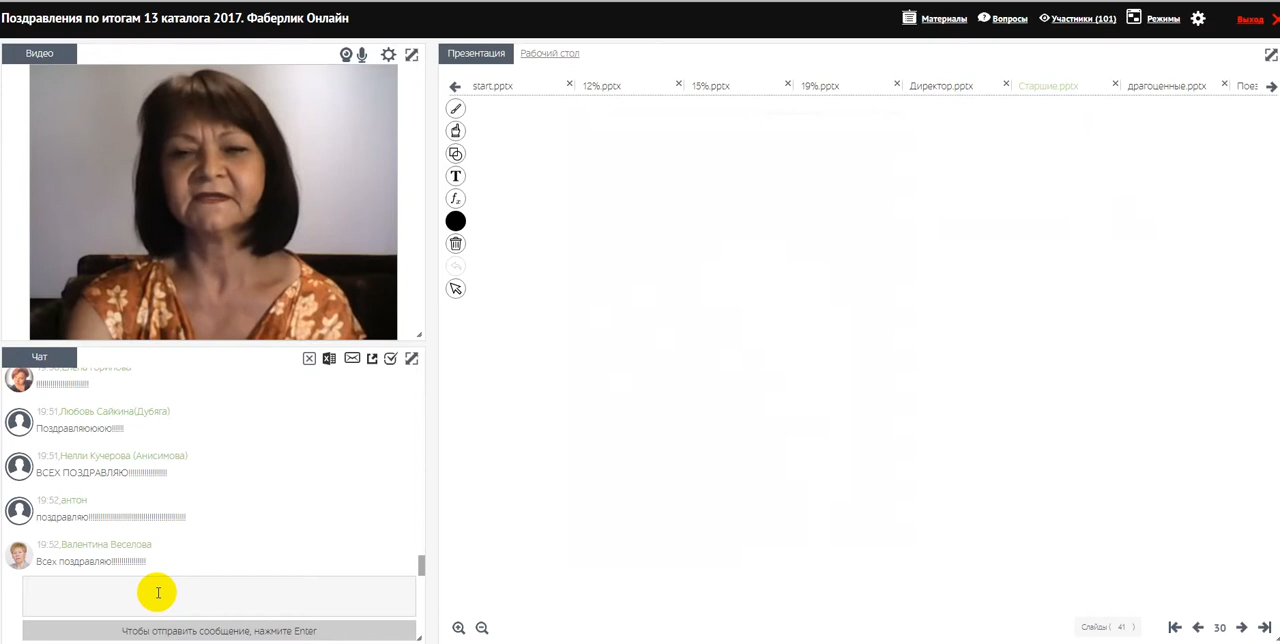 Поздравления по итогам 13 каталога 2017. Фаберлик Онлайн
Материалы Вопросы Участники (101) Режимы Выход
Видео
Презентация Рабочий стол
start.pptx 12%.pptx 15%.pptx 19%.pptx Директор.pptx Старшие.pptx драгоценные.pptx
T
fx
Чат
19:51,Любовь Сайкина(Дубяга)
Поздравляюююю!!!!!!
19:51,Нелли Кучерова (Анисимова)
ВСЕХ ПОЗДРАВЛЯЮ!!!!!!!!!!!!!!!!!!
19:52,антон
поздравляю!!!!!!!!!!!!!!!!!!!!!!!!!!!!!!!!!!!!!!!!!!!!
19:52,Валентина Веселова
Всех поздравляю!!!!!!!!!!!!!!!!
Чтобы отправить сообщение, нажмите Enter
Слайды ( 41 ) 30